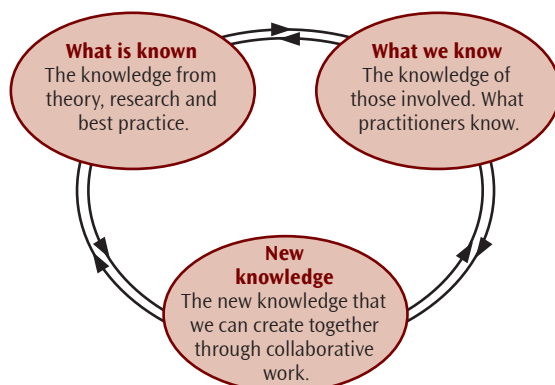 What is known
The knowledge from
theory, research and
best practice.
What we know
The knowledge of
those involved. What
practitioners know.
New
knowledge
The new knowledge that
we can create together
through collaborative
work.